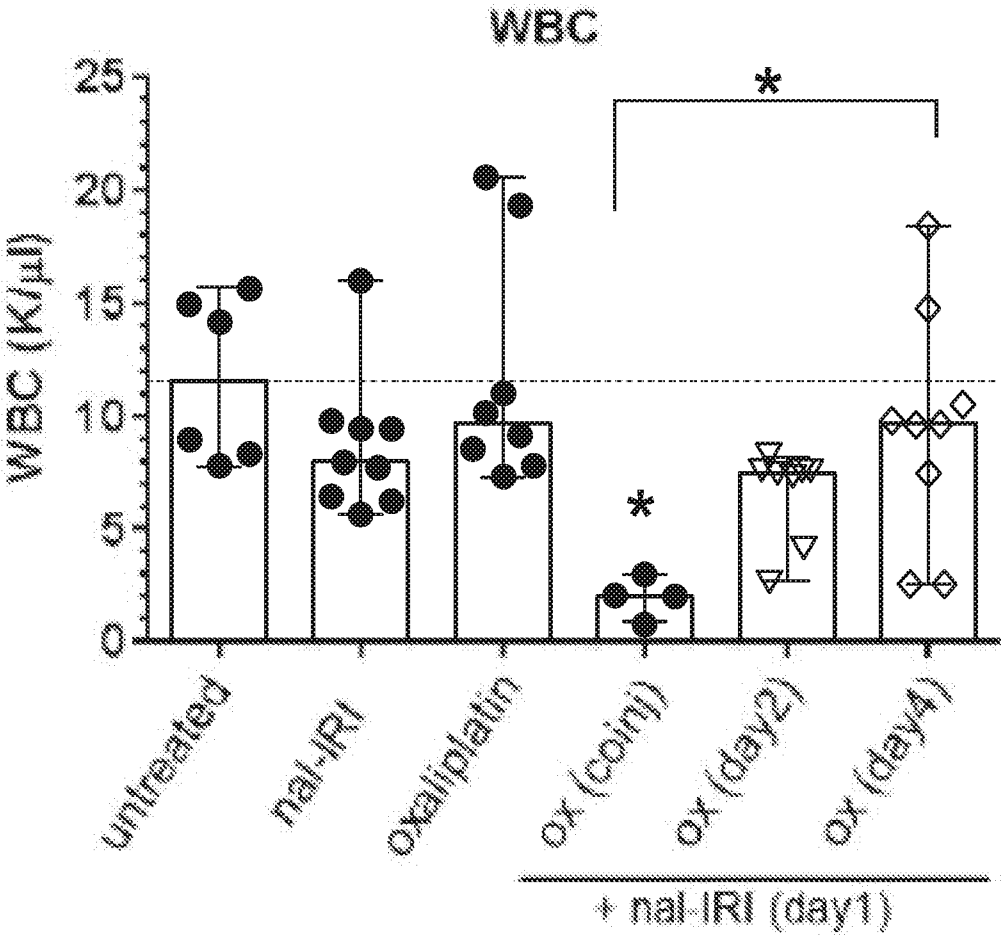 WBC
*
25
20
15
10
5
0
WBC (K/µl)
*
untreated
nal-IRI
oxaliplatin
ox (coinj)
ox (day2)
ox (day4)
+ nal-IRI (day1)